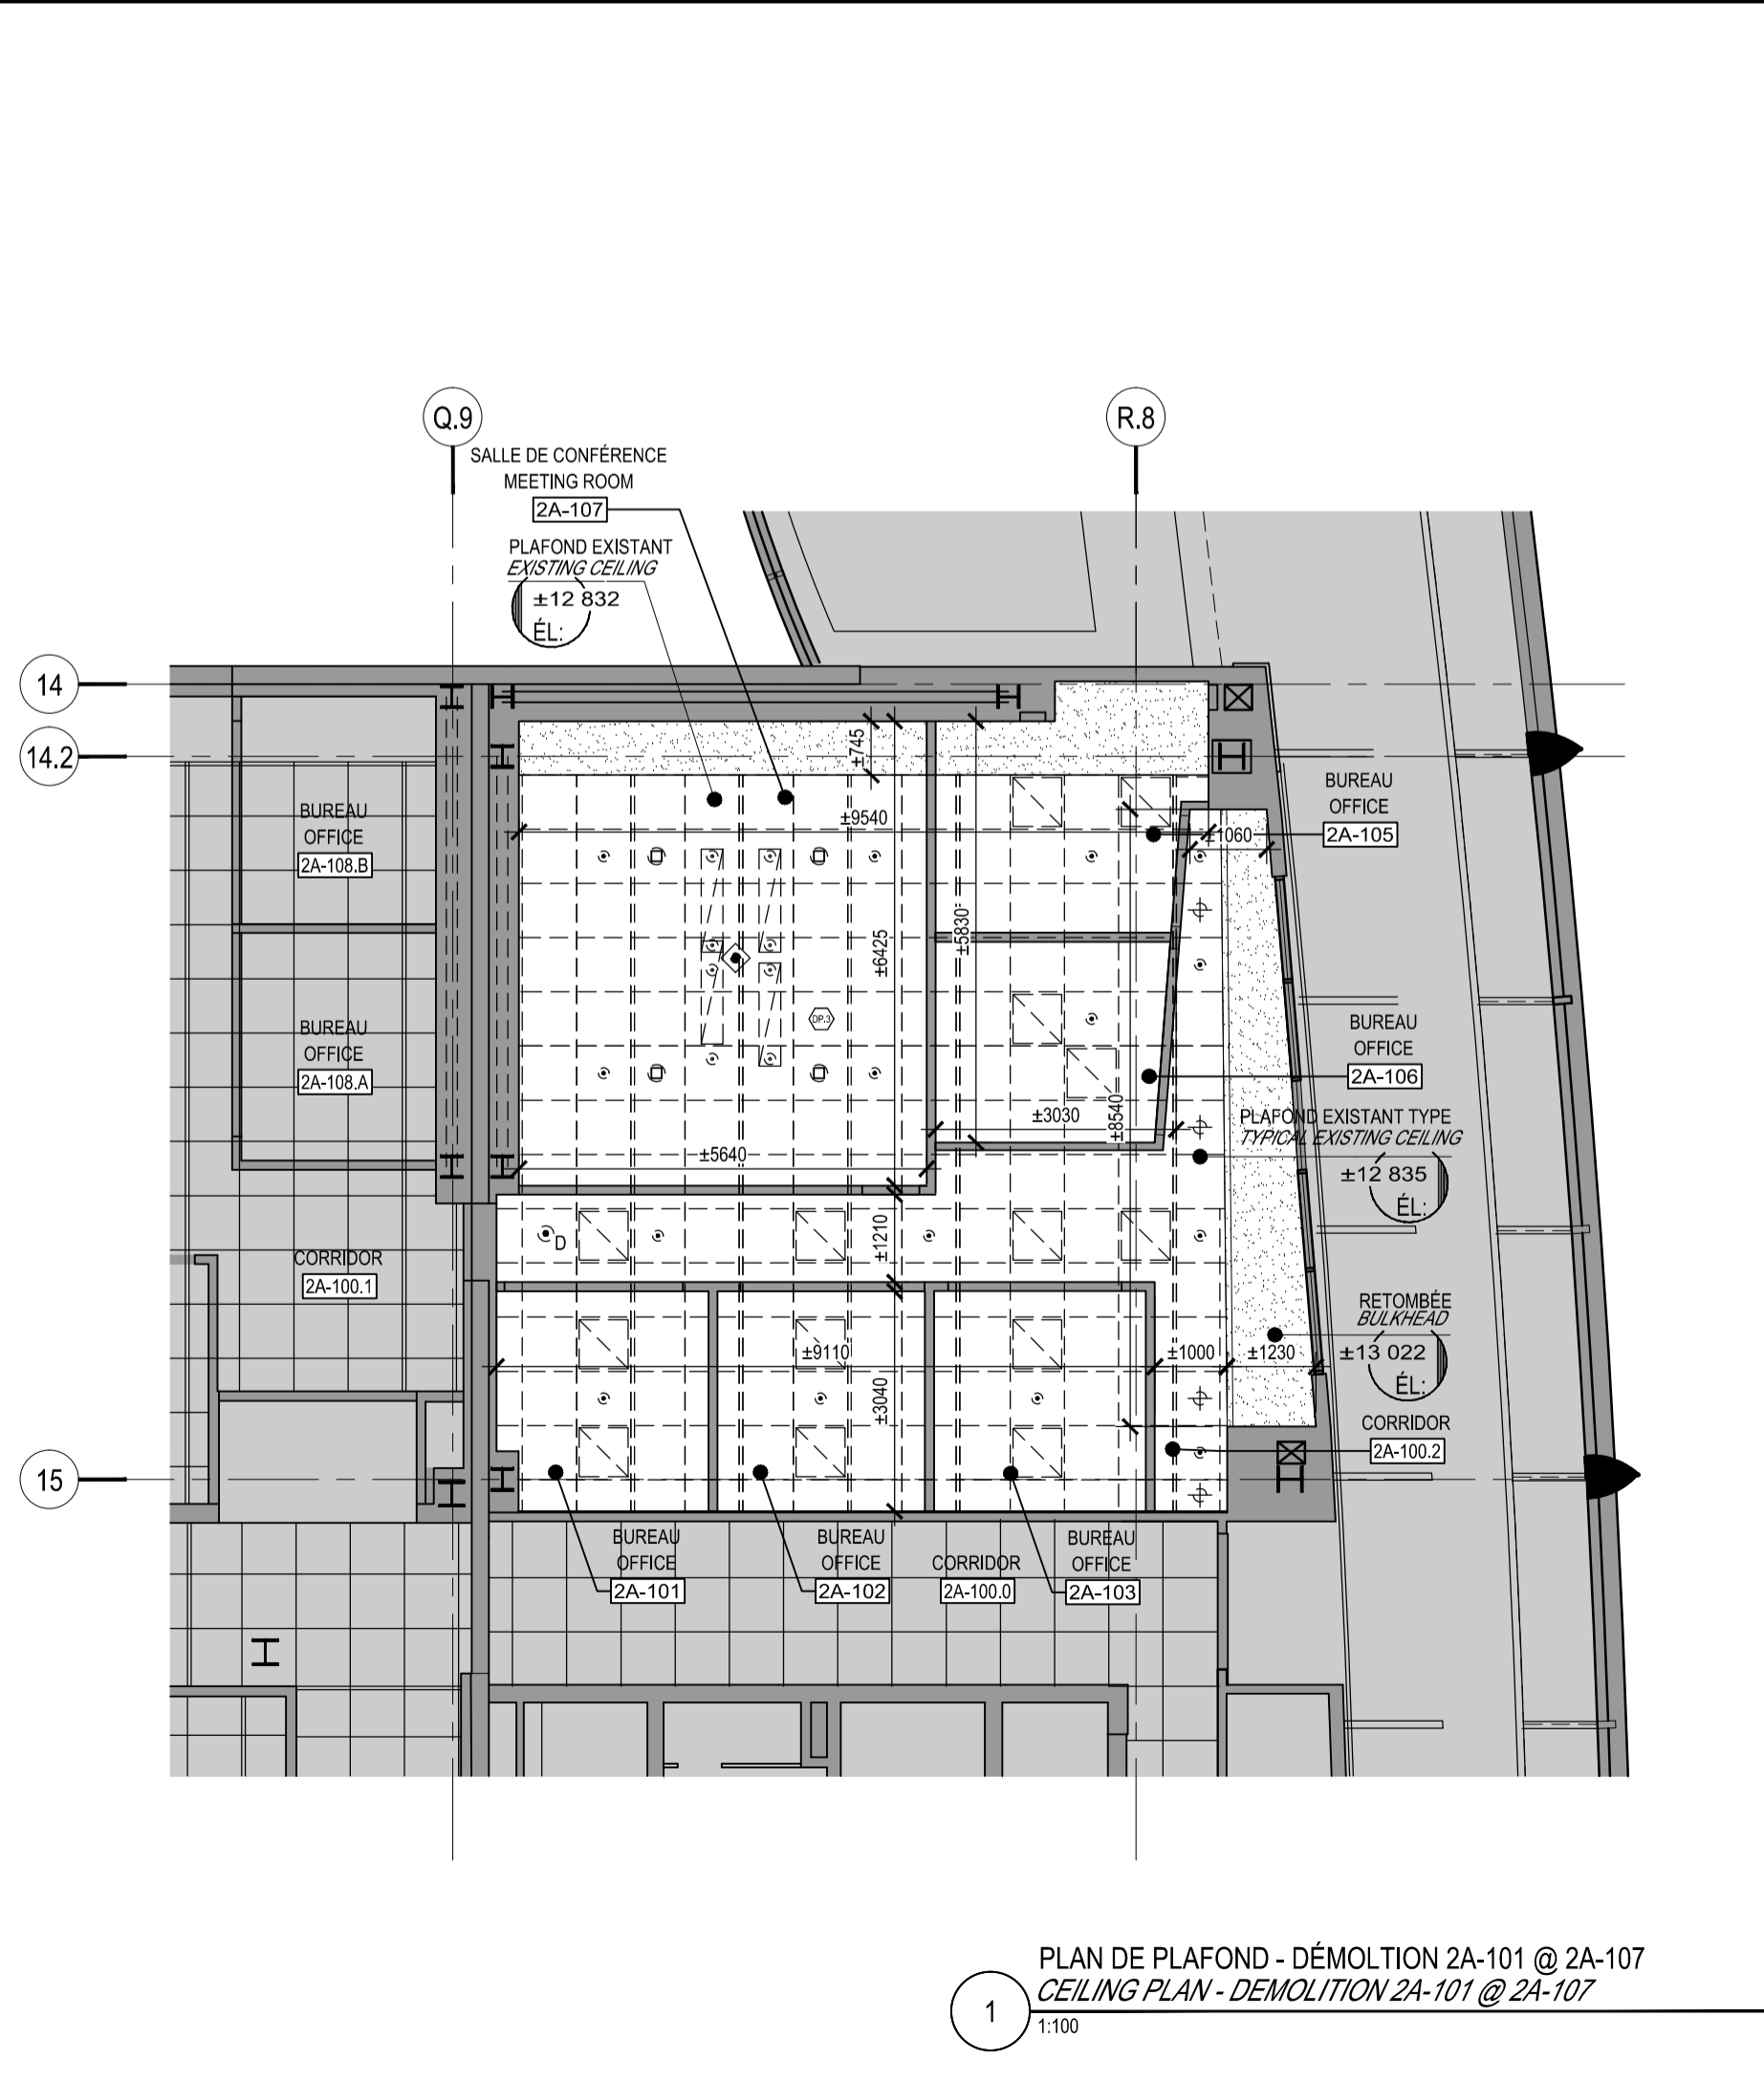 Q.9
R.8
SALLE DE CONFÉRENCE
MEETING ROOM
2A-107
PLAFOND EXISTANT
EXISTING CEILING
±12 832
ÉL:
14
14.2
±745
BUREAU
OFFICE
2A-105
BUREAU
OFFICE
2A-108.B
±9540
±1060
±6425
±5830
DP.3
BUREAU
OFFICE
2A-108.A
BUREAU
OFFICE
2A-106
±3030
±8540
PLAFOND EXISTANT TYPE
TYPICAL EXISTING CEILING
±12 835
ÉL:
±5640
±1210
D
CORRIDOR
2A-100.1
RETOMBÉE
BULKHEAD
±13 022
ÉL:
±9110
±1000
±1230
±3040
CORRIDOR
2A-100.2
15
BUREAU
OFFICE
2A-101
BUREAU
OFFICE
2A-102
CORRIDOR
2A-100.0
BUREAU
OFFICE
2A-103
PLAN DE PLAFOND - DÉMOLTION 2A-101 @ 2A-107
CEILING PLAN - DEMOLITION 2A-101 @ 2A-107
1
1:100